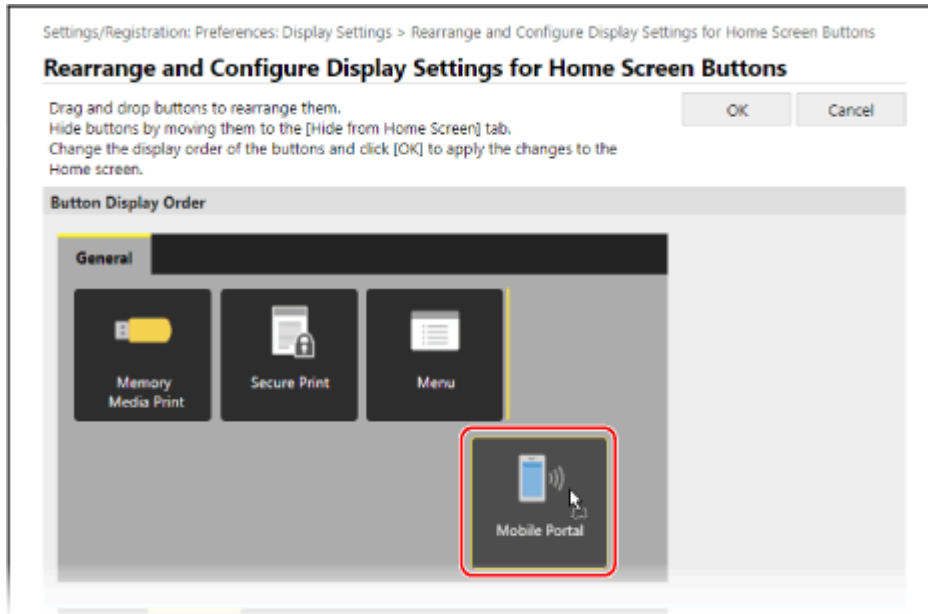 Settings/Registration: Preferences: Display Settings > Rearrange and Configure Display Settings for Home Screen Buttons
Rearrange and Configure Display Settings for Home Screen Buttons
Drag and drop buttons to rearrange them.
Hide buttons by moving them to the [Hide from Home Screen] tab.
Change the display order of the buttons and click [OK] to apply the changes to the
Home screen.
OK
Cancel
Button Display Order
General
Memory
Media Print
Secure Print
Menu
Mobile Portal